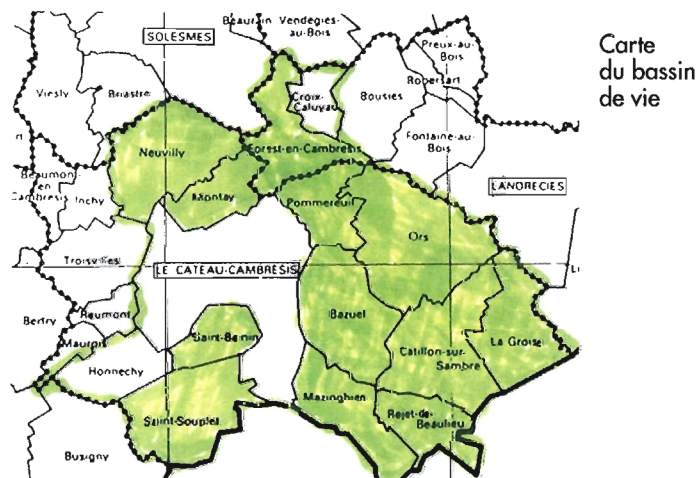 Carte
du bassin
de vie
Beaurain
Vendegies-
au-Bois
SOLESMES
Preux-au-
Bois
Robersart
Viesly
Briastre
Croix-
Caluyau
Bousies
Fontaine-au-
Bois
Neuvilly
Forest-en-Cambrésis
Beaumont-
en-
Cambrésis
Inchy
Montay
LANDRECIES
Pommereuil
Ors
Troisvilles
LE CATEAU-CAMBRÉSIS
Bertry
Reumont
Maurois
Bazuel
Saint-Benin
La Groise
Honnechy
Catillon-sur-
Sambre
Mazinghien
Saint-Souplet
Rejet-de-
Beaulieu
Busigny